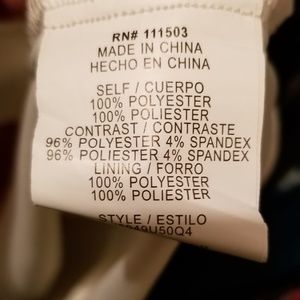 RN# 111503
MADE IN CHINA
HECHO EN CHINA
SELF / CUERPO
100% POLYESTER
100% POLIESTER
CONTRAST / CONTRASTE
96% POLYESTER 4% SPANDEX
96% POLIESTER 4% SPANDEX
LINING / FORRO
100% POLYESTER
100% POLIESTER
STYLE / ESTILO